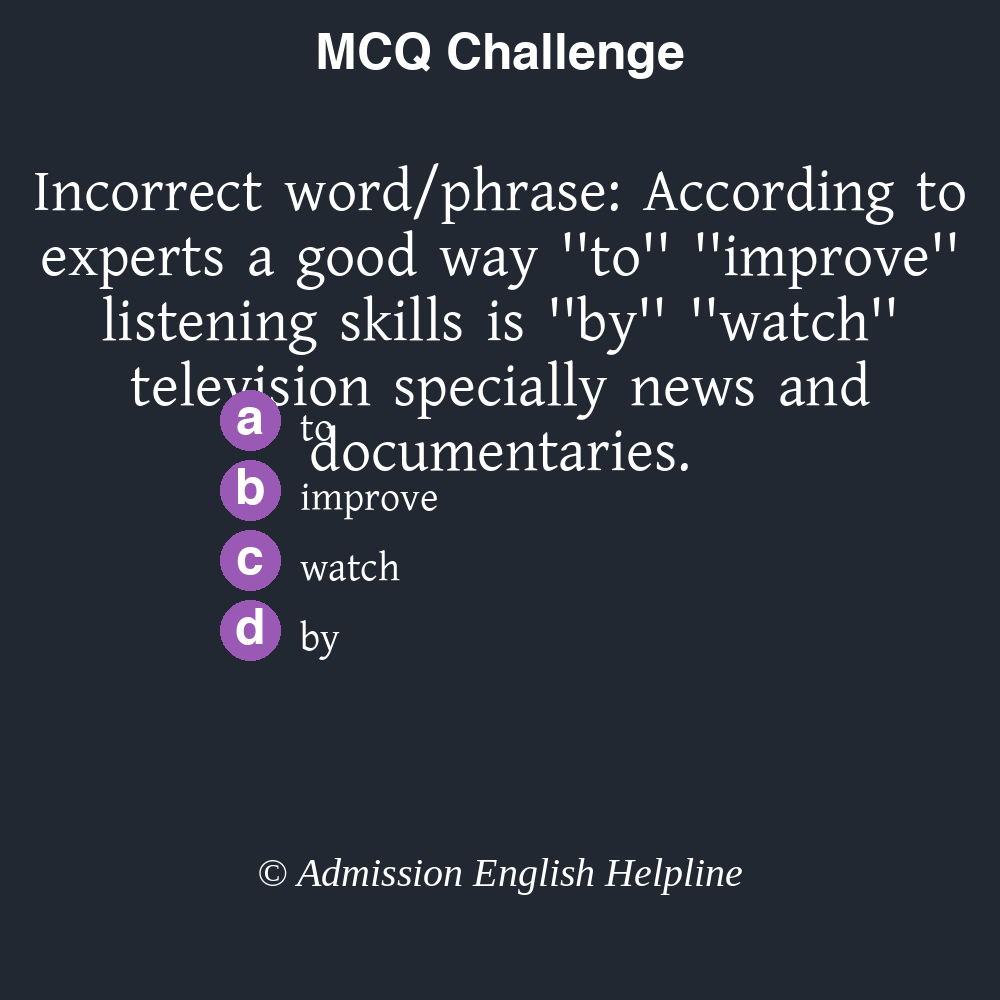 MCQ Challenge
Incorrect word/phrase: According to
experts a good way "to" "improve"
listening skills is "by" "watch"
television specially news and
documentaries.
a to
b improve
c watch
d by
© Admission English Helpline